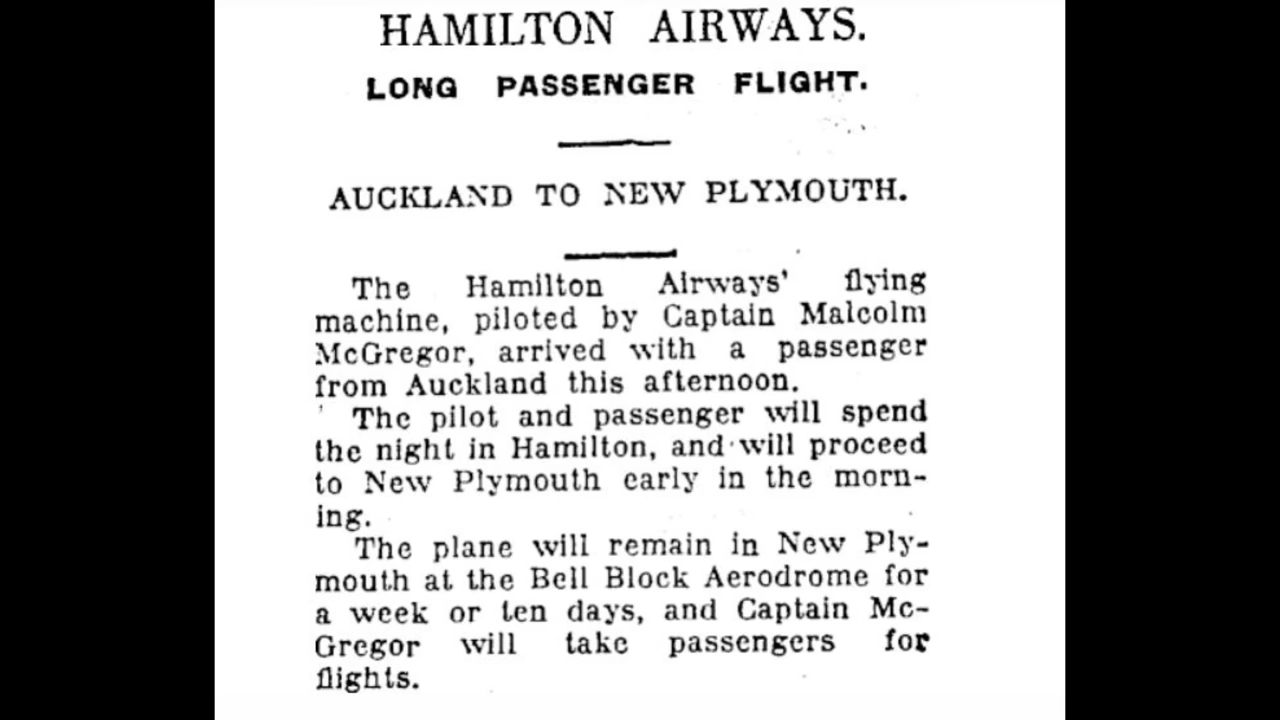 HAMILTON AIRWAYS.
LONG PASSENGER FLIGHT.
AUCKLAND TO NEW PLYMOUTH.
The Hamilton Airways' flying
machine, piloted by Captain Malcolm
McGregor, arrived with a passenger
from Auckland this afternoon.
The pilot and passenger will spend
the night in Hamilton, and will proceed
to New Plymouth early in the morn-
ing.
The plane will remain in New Ply-
mouth at the Bell Block Aerodrome for
a week or ten days, and Captain Mc-
Gregor will take passengers for
flights.